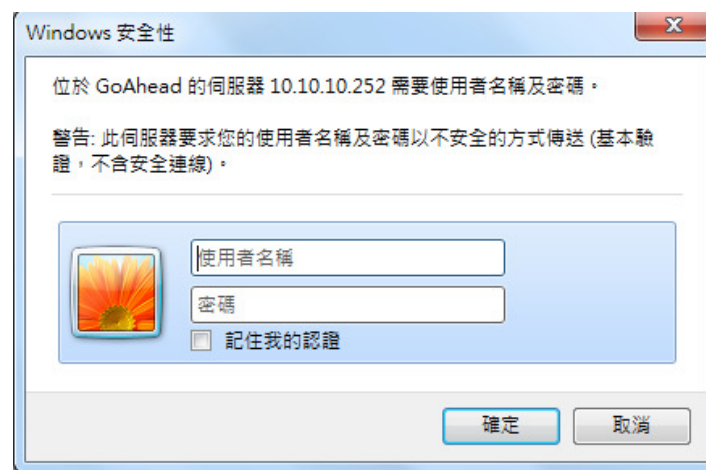 Windows 安全性
位於 GoAhead 的伺服器 10.10.10.252 需要使用者名稱及密碼。
警告: 此伺服器要求您的使用者名稱及密碼以不安全的方式傳送 (基本驗
證，不含安全連線)。
使用者名稱
密碼
記住我的認證
確定
取消